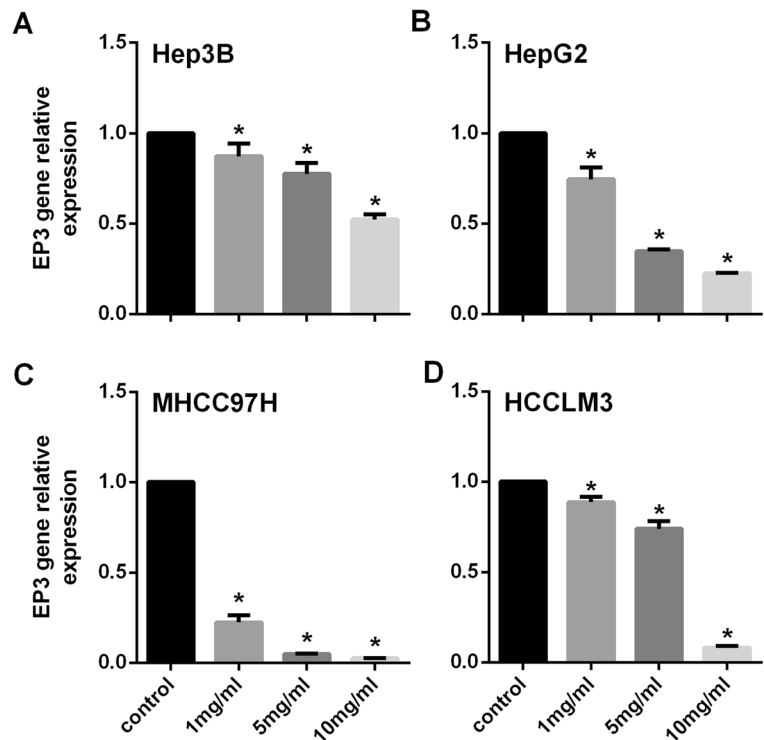 A
Hep3B
EP3 gene relative
expression
1.5
1.0
0.5
0.0
*
*
*
B
HepG2
1.5
1.0
0.5
0.0
*
*
*
C
MHCC97H
EP3 gene relative
expression
1.5
1.0
0.5
0.0
*
*
*
control
1mg/ml
5mg/ml
10mg/ml
D
HCCLM3
1.5
1.0
0.5
0.0
*
*
*
control
1mg/ml
5mg/ml
10mg/ml